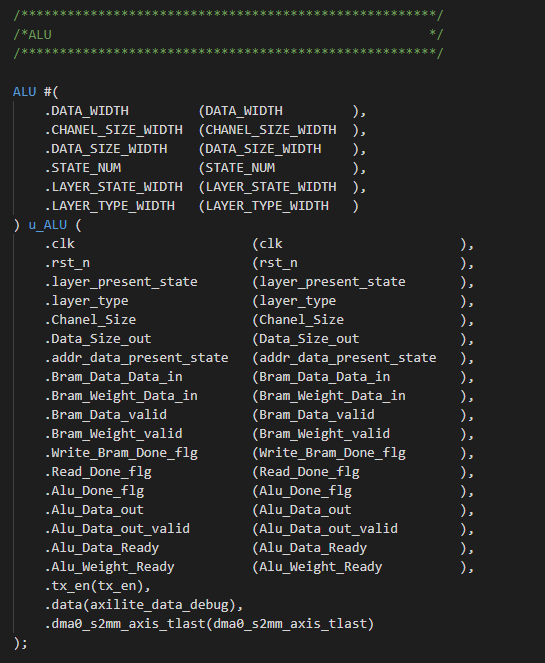 /******************************************************/
/*ALU                                                 */
/******************************************************/
ALU #(
    .DATA_WIDTH         (DATA_WIDTH         ),
    .CHANEL_SIZE_WIDTH  (CHANEL_SIZE_WIDTH  ),
    .DATA_SIZE_WIDTH    (DATA_SIZE_WIDTH    ),
    .STATE_NUM          (STATE_NUM          ),
    .LAYER_STATE_WIDTH  (LAYER_STATE_WIDTH  ),
    .LAYER_TYPE_WIDTH   (LAYER_TYPE_WIDTH   )
) u_ALU (
    .clk                       (clk                       ),
    .rst_n                     (rst_n                     ),
    .layer_present_state       (layer_present_state       ),
    .layer_type                (layer_type                ),
    .Chanel_Size               (Chanel_Size               ),
    .Data_Size_out             (Data_Size_out             ),
    .addr_data_present_state   (addr_data_present_state   ),
    .Bram_Data_Data_in         (Bram_Data_Data_in         ),
    .Bram_Weight_Data_in       (Bram_Weight_Data_in       ),
    .Bram_Data_valid           (Bram_Data_valid           ),
    .Bram_Weight_valid         (Bram_Weight_valid         ),
    .Write_Bram_Done_flg       (Write_Bram_Done_flg       ),
    .Read_Done_flg             (Read_Done_flg             ),
    .Alu_Done_flg              (Alu_Done_flg              ),
    .Alu_Data_out              (Alu_Data_out              ),
    .Alu_Data_out_valid        (Alu_Data_out_valid        ),
    .Alu_Data_Ready            (Alu_Data_Ready            ),
    .Alu_Weight_Ready          (Alu_Weight_Ready          ),
    .tx_en(tx_en),
    .data(axilite_data_debug),
    .dma0_s2mm_axis_tlast(dma0_s2mm_axis_tlast)
);